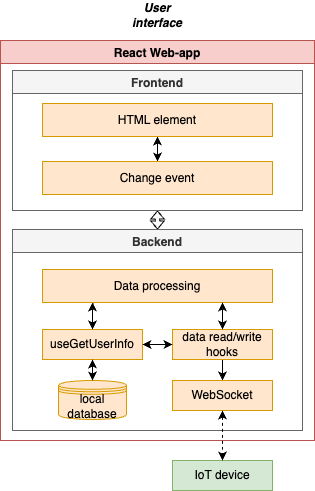 User
interface
React Web-app
Frontend
HTML element
Change event
Backend
Data processing
useGetUserInfo
data read/write
hooks
local
database
WebSocket
IoT device